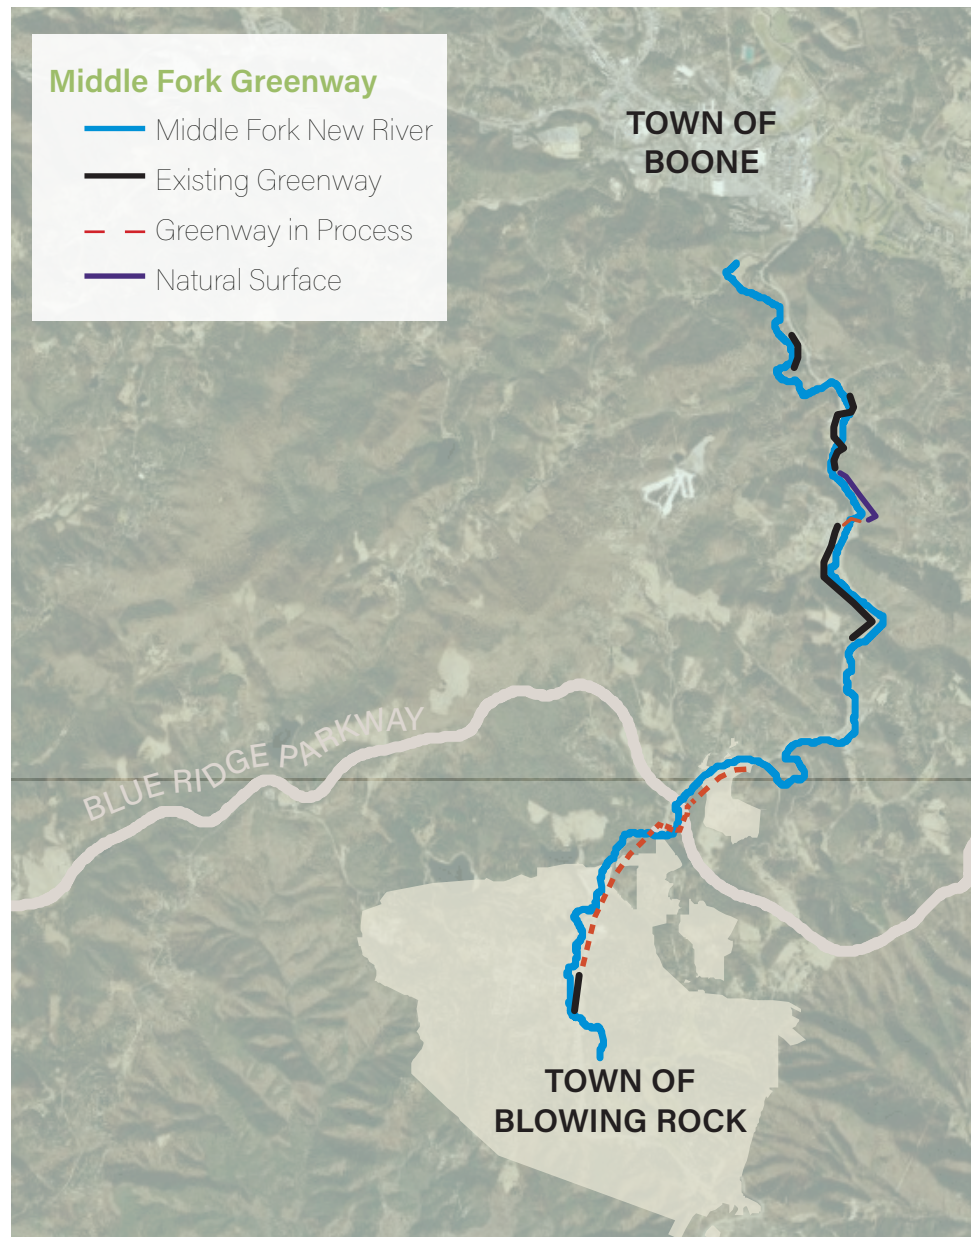 Middle Fork Greenway
Middle Fork New River
Existing Greenway
Greenway in Process
Natural Surface
TOWN OF
BOONE
BLUE RIDGE PARKWAY
TOWN OF
BLOWING ROCK